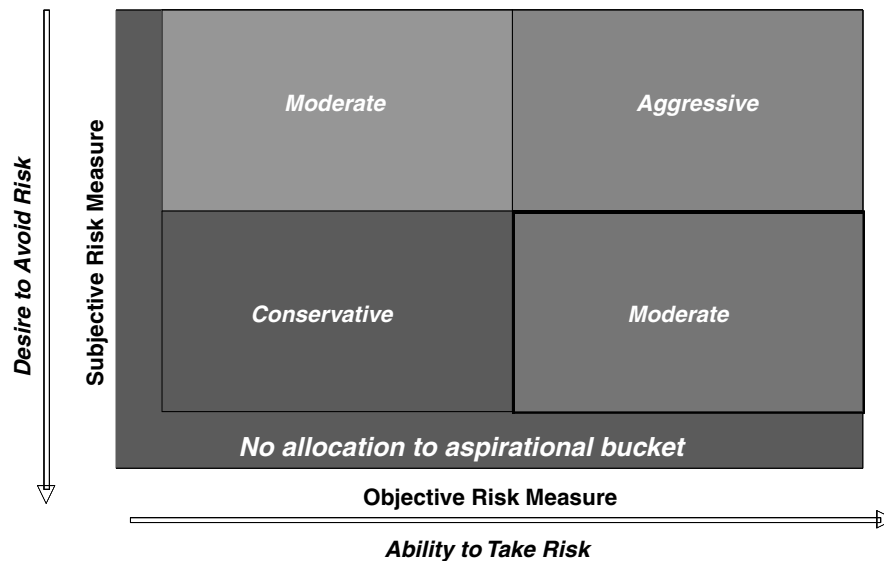 Desire to Avoid Risk
Subjective Risk Measure
Moderate
Aggressive
Conservative
Moderate
No allocation to aspirational bucket
Objective Risk Measure
Ability to Take Risk